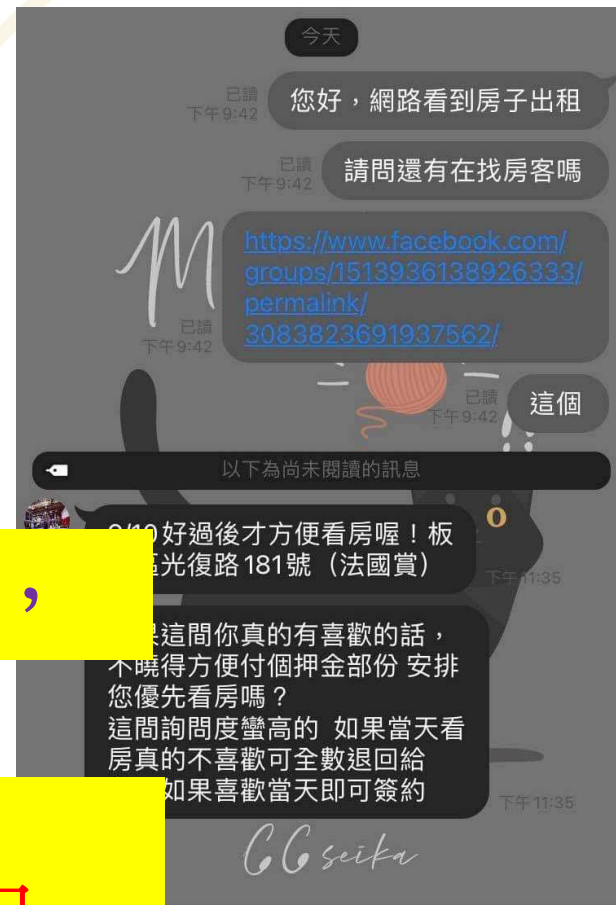 今天
您好，網路看到房子出租
已讀
下午9:42
請問還有在找房客嗎
已讀
下午9:42
https://www.facebook.com/
groups/1513936138926333/
permalink/
3083823691937562/
已讀
下午9:42
這個
已讀
下午9:42
以下為尚未閱讀的訊息
好過後才方便看房喔！板
區光復路181號（法國賞）
下午11:35
，
這間你真的有喜歡的話，
不曉得方便付個押金部份 安排
您優先看房嗎？
這間詢問度蠻高的 如果當天看
房真的不喜歡可全數退回給
如果喜歡當天即可簽約
下午11:35
GG seika